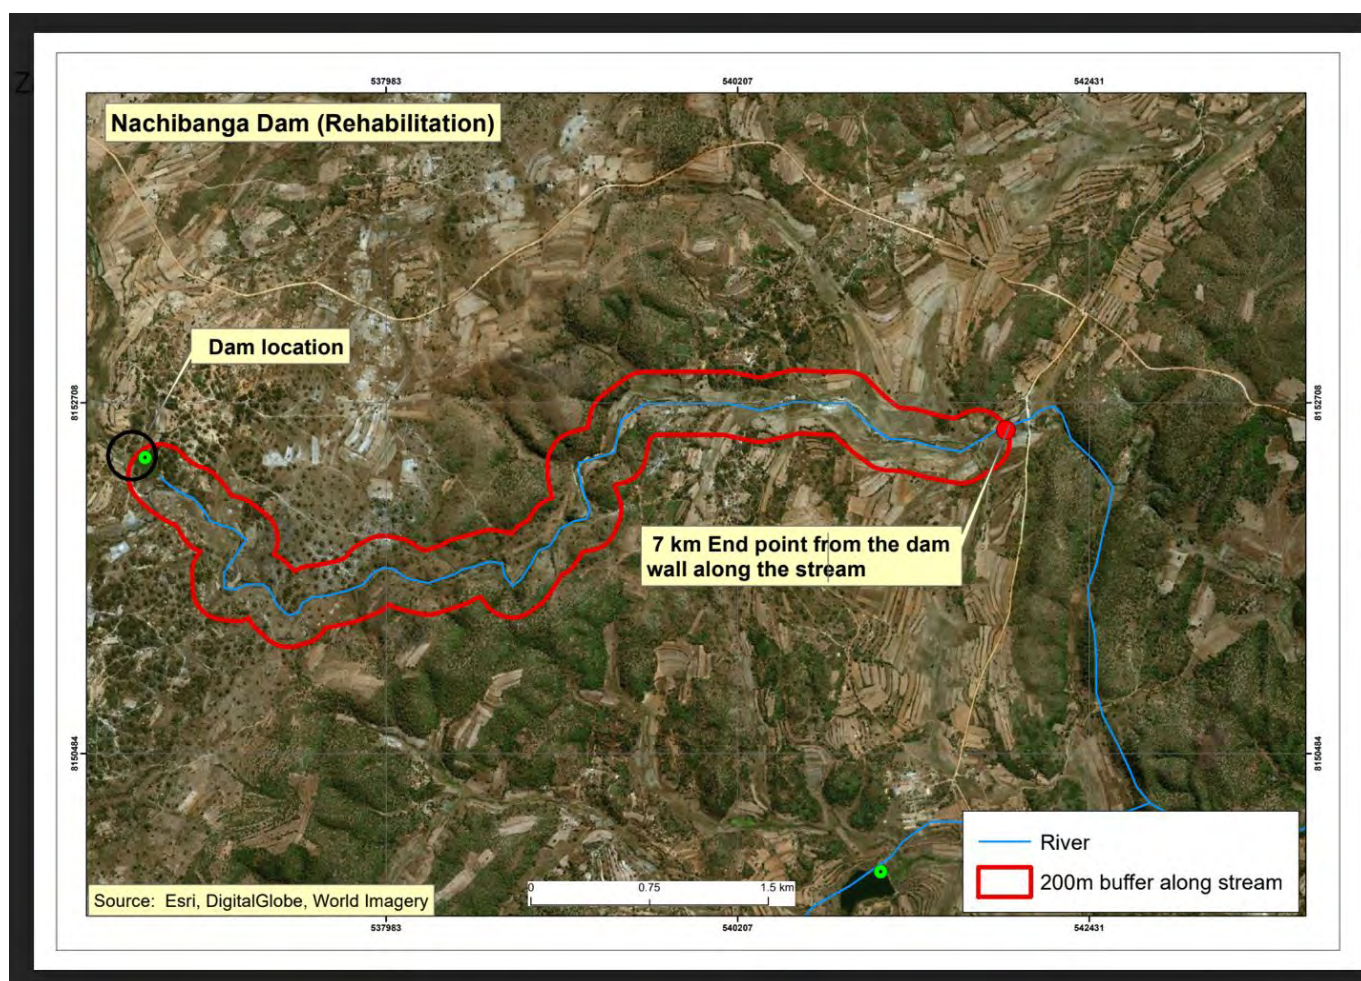 Z
537983
540207
542431
Nachibanga Dam (Rehabilitation)
Dam location
8152708
8152708
7 km End point from the dam
wall along the stream
8150484
8150484
River
200m buffer along stream
0
0.75
1.5 km
Source: Esri, DigitalGlobe, World Imagery
537983
540207
542431